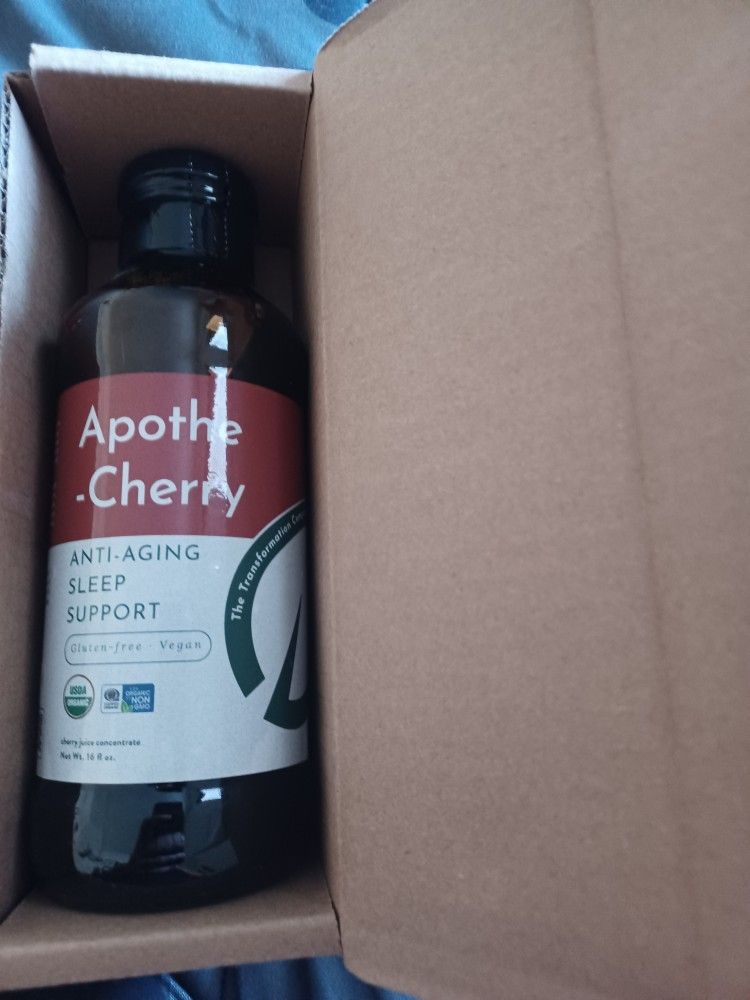 Apothe
-Cherry
ANTI-AGING
SLEEP
SUPPORT
Gluten-free · Vegan
The Transformation
USDA
ORGANIC
ORGANIC
NON
GMO
cherry juice concentrate
Net Wt. 16 fl oz.